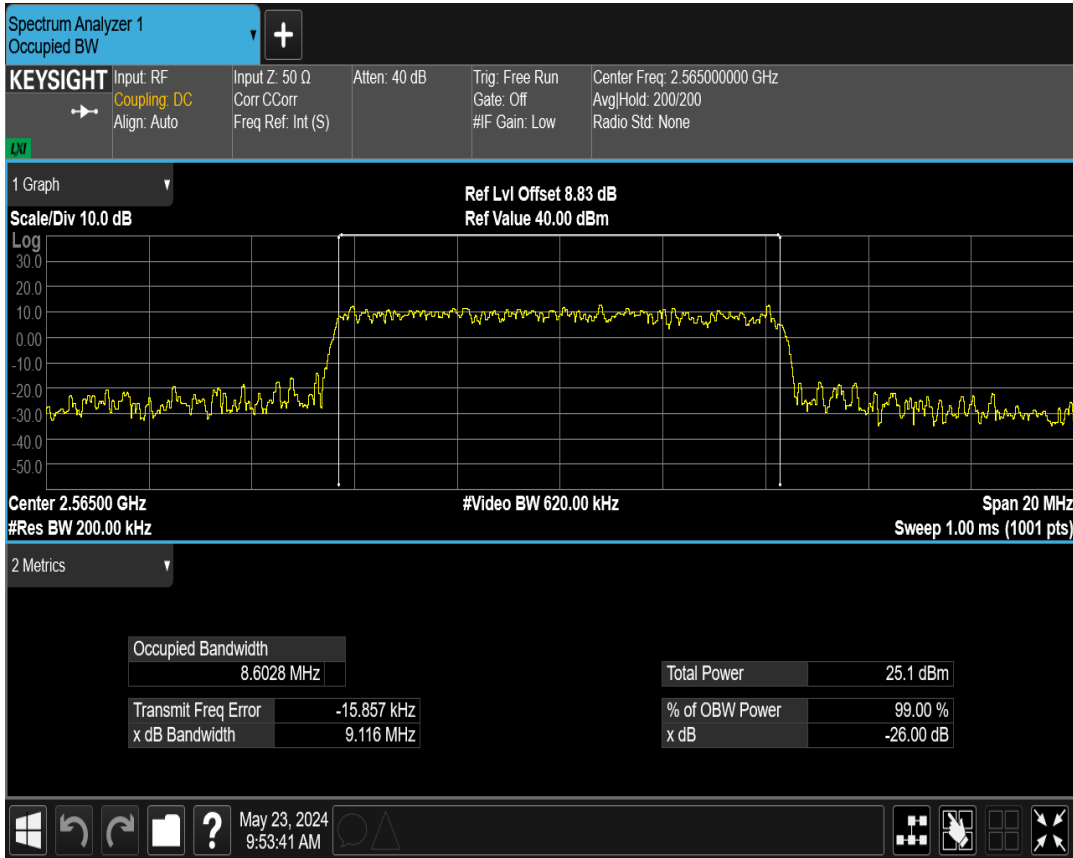 Spectrum Analyzer 1
Occupied BW
+
KEYSIGHT
LXI
Input: RF
Coupling: DC
Align: Auto
Input Z: 50 Ω
Corr CCorr
Freq Ref: Int (S)
Atten: 40 dB
Trig: Free Run
Gate: Off
#IF Gain: Low
Center Freq: 2.565000000 GHz
Avg|Hold: 200/200
Radio Std: None
1 Graph
Scale/Div 10.0 dB
Ref Lvl Offset 8.83 dB
Ref Value 40.00 dBm
Log
30.0
20.0
10.0
0.00
-10.0
-20.0
-30.0
-40.0
-50.0
Center 2.56500 GHz
#Video BW 620.00 kHz
Span 20 MHz
#Res BW 200.00 kHz
Sweep 1.00 ms (1001 pts)
2 Metrics
Occupied Bandwidth
8.6028 MHz
Transmit Freq Error -15.857 kHz
x dB Bandwidth 9.116 MHz
Total Power 25.1 dBm
% of OBW Power 99.00 %
x dB -26.00 dB
?
May 23, 2024
9:53:41 AM